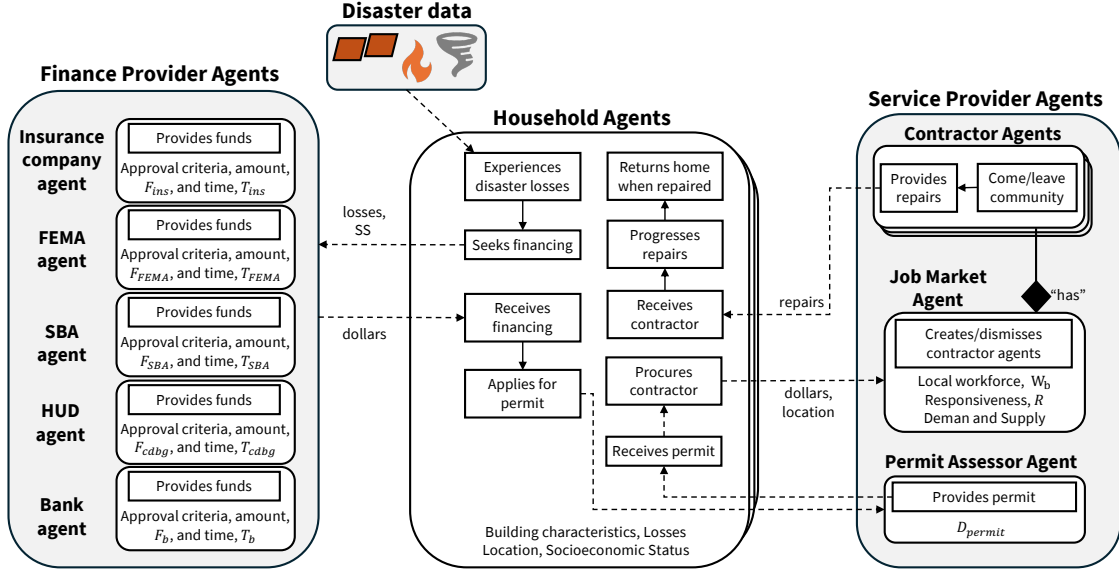 Disaster data
Finance Provider Agents
Insurance
company
agent
Provides funds
Approval criteria, amount,
F_ins, and time, T_ins
FEMA
agent
Provides funds
Approval criteria, amount,
F_FEMA, and time, T_FEMA
SBA
agent
Provides funds
Approval criteria, amount,
F_SBA, and time, T_SBA
HUD
agent
Provides funds
Approval criteria, amount,
F_cdbg, and time, T_cdbg
Bank
agent
Provides funds
Approval criteria, amount,
F_b, and time, T_b
losses,
SS
dollars
Household Agents
Experiences
disaster losses
Seeks financing
Receives
financing
Applies for
permit
Returns home
when repaired
Progresses
repairs
Receives
contractor
Procures
contractor
Receives permit
Building characteristics, Losses
Location, Socioeconomic Status
repairs
dollars,
location
Service Provider Agents
Contractor Agents
Provides
repairs
Come/leave
community
Job Market
Agent
“has”
Creates/dismisses
contractor agents
Local workforce, W_b
Responsiveness, R
Deman and Supply
Permit Assessor Agent
Provides permit
D_permit